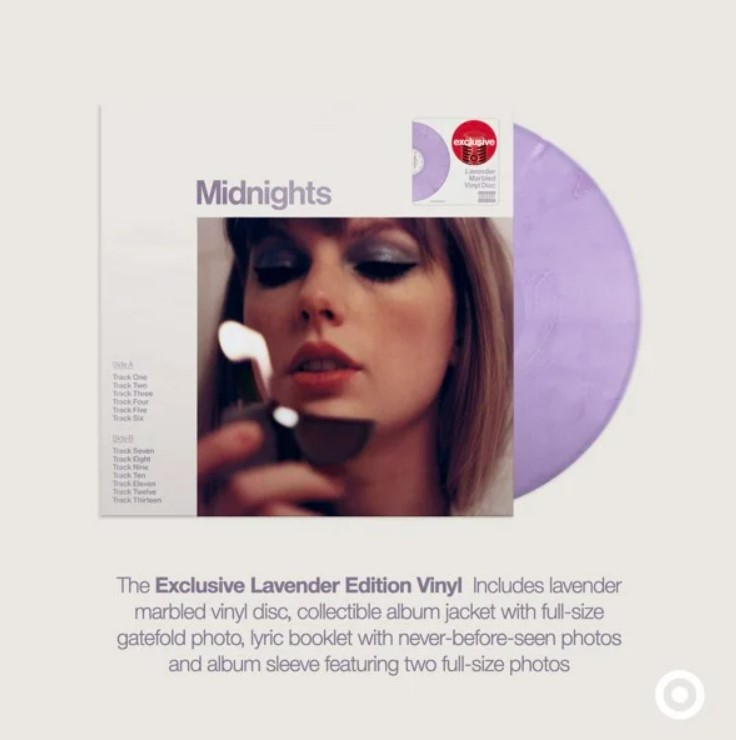 exclusive
Lavender
Marbled
Vinyl Disc
Midnights
Side A
Track One
Track Two
Track Three
Track Four
Track Five
Track Six
Side B
Track Seven
Track Eight
Track Nine
Track Ten
Track Eleven
Track Twelve
Track Thirteen
The Exclusive Lavender Edition Vinyl Includes lavender
marbled vinyl disc, collectible album jacket with full-size
gatefold photo, lyric booklet with never-before-seen photos
and album sleeve featuring two full-size photos